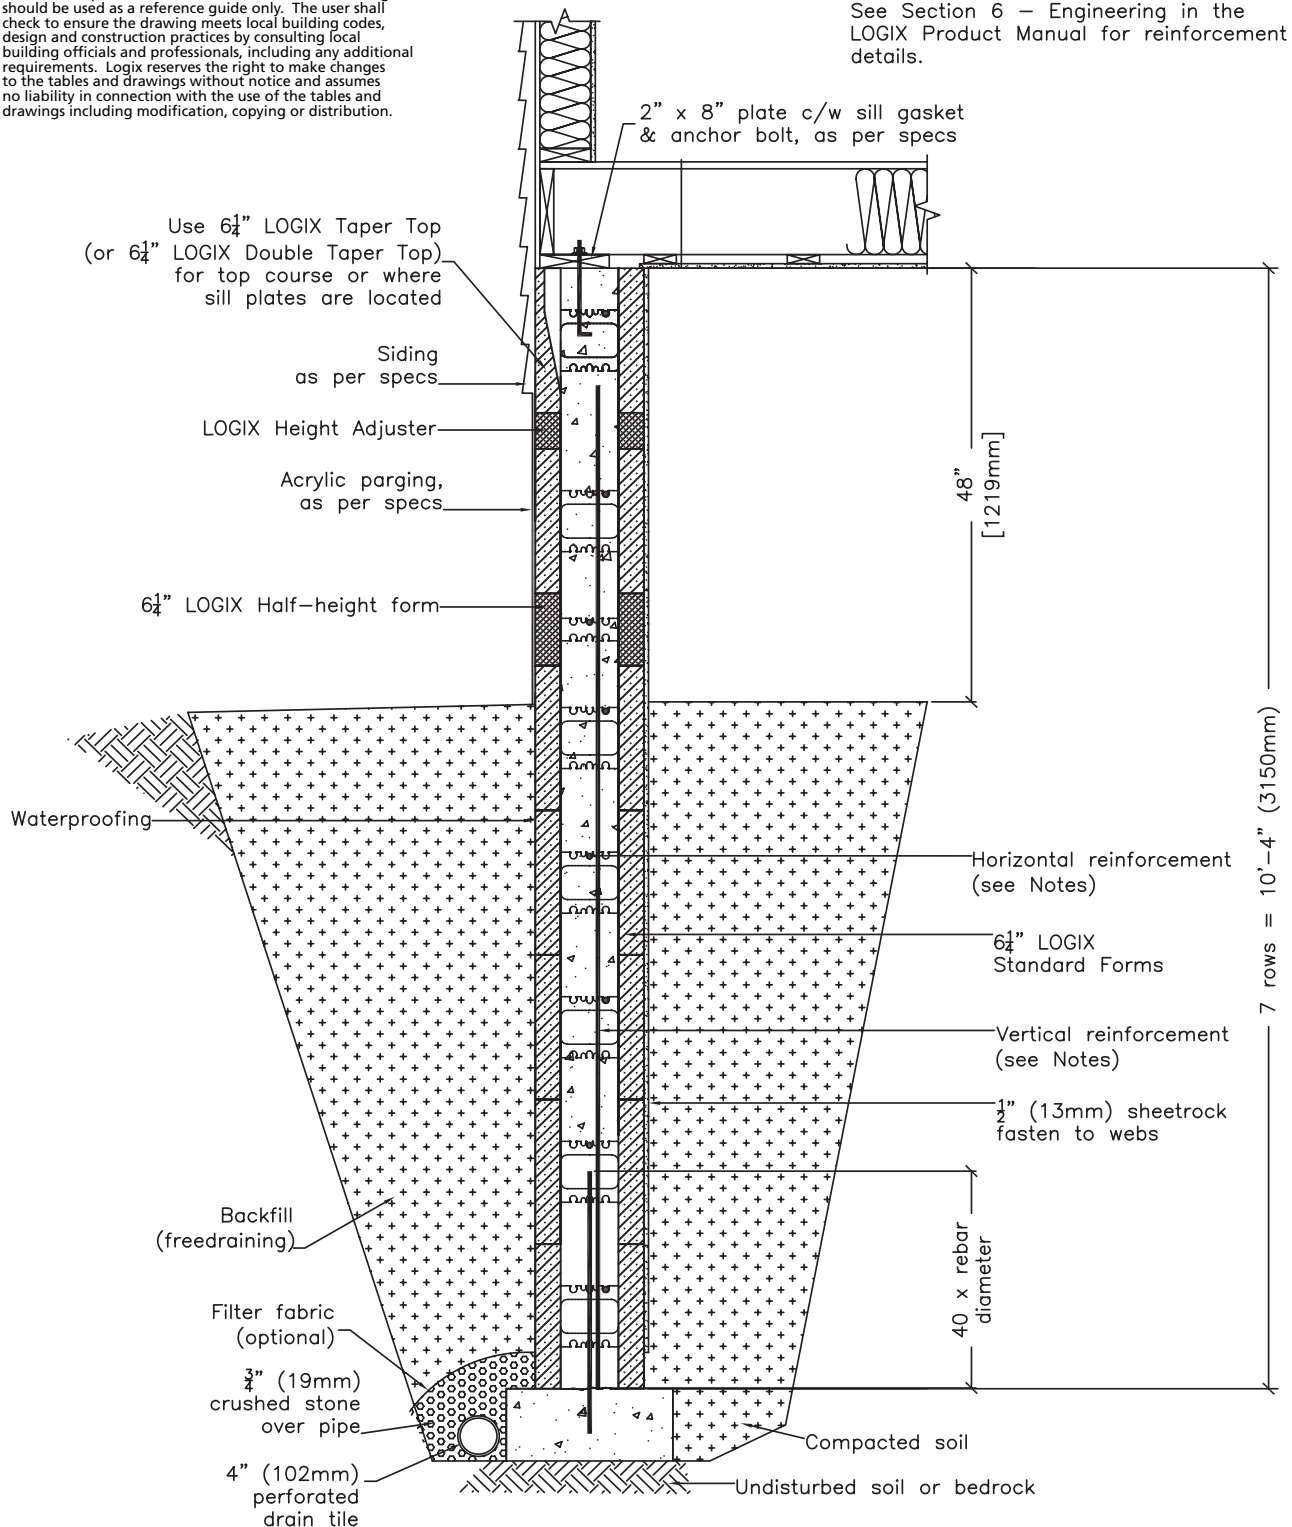 should be used as a reference guide only. The user shall
check to ensure the drawing meets local building codes,
design and construction practices by consulting local
building officials and professionals, including any additional
requirements. Logix reserves the right to make changes
to the tables and drawings without notice and assumes
no liability in connection with the use of the tables and
drawings including modification, copying or distribution.
See Section 6 – Engineering in the
LOGIX Product Manual for reinforcement
details.
2” x 8” plate c/w sill gasket
& anchor bolt, as per specs
Use 6¼” LOGIX Taper Top
(or 6¼” LOGIX Double Taper Top)
for top course or where
sill plates are located
Siding
as per specs
LOGIX Height Adjuster
Acrylic parging,
as per specs
6¼” LOGIX Half–height form
48”
[1219mm]
7 rows = 10’–4” (3150mm)
Waterproofing
Horizontal reinforcement
(see Notes)
6¼” LOGIX
Standard Forms
Vertical reinforcement
(see Notes)
½” (13mm) sheetrock
fasten to webs
Backfill
(freedraining)
40 x rebar
diameter
Filter fabric
(optional)
¾” (19mm)
crushed stone
over pipe
4” (102mm)
perforated
drain tile
Compacted soil
Undisturbed soil or bedrock